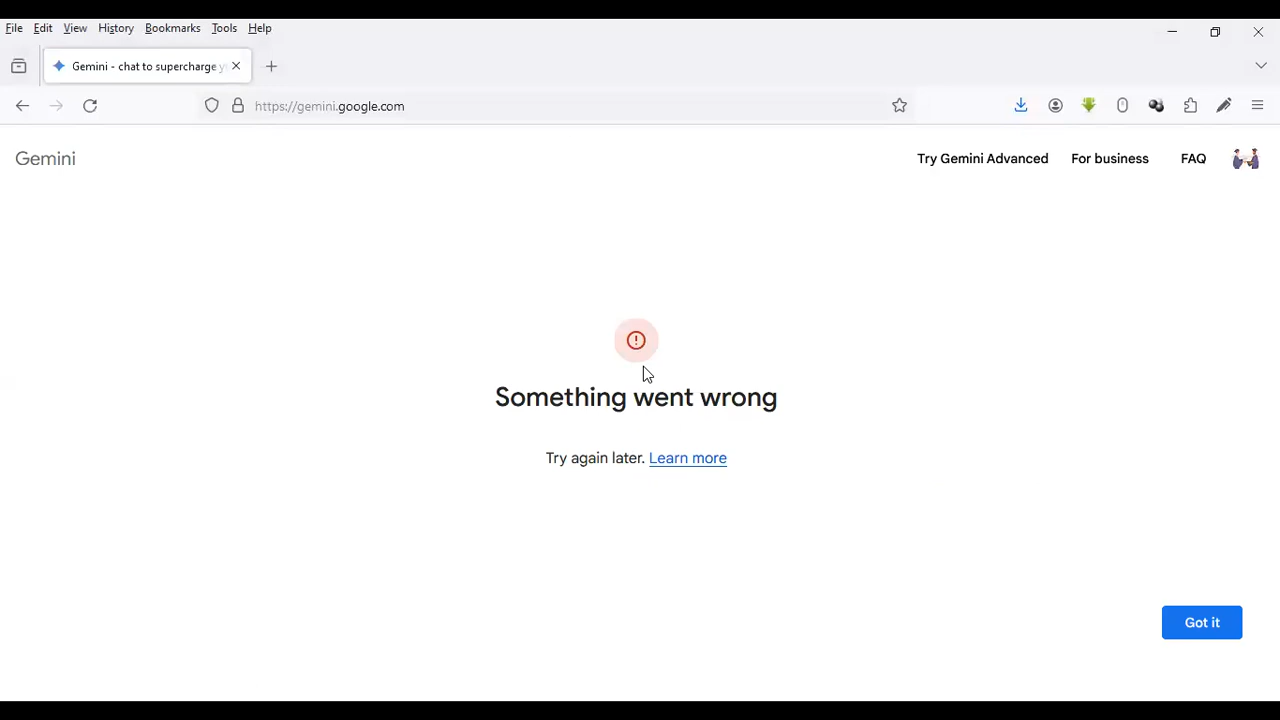 File Edit View History Bookmarks Tools Help
Gemini - chat to supercharge y
https://gemini.google.com
Gemini
Try Gemini Advanced For business FAQ
Something went wrong
Try again later. Learn more
Got it